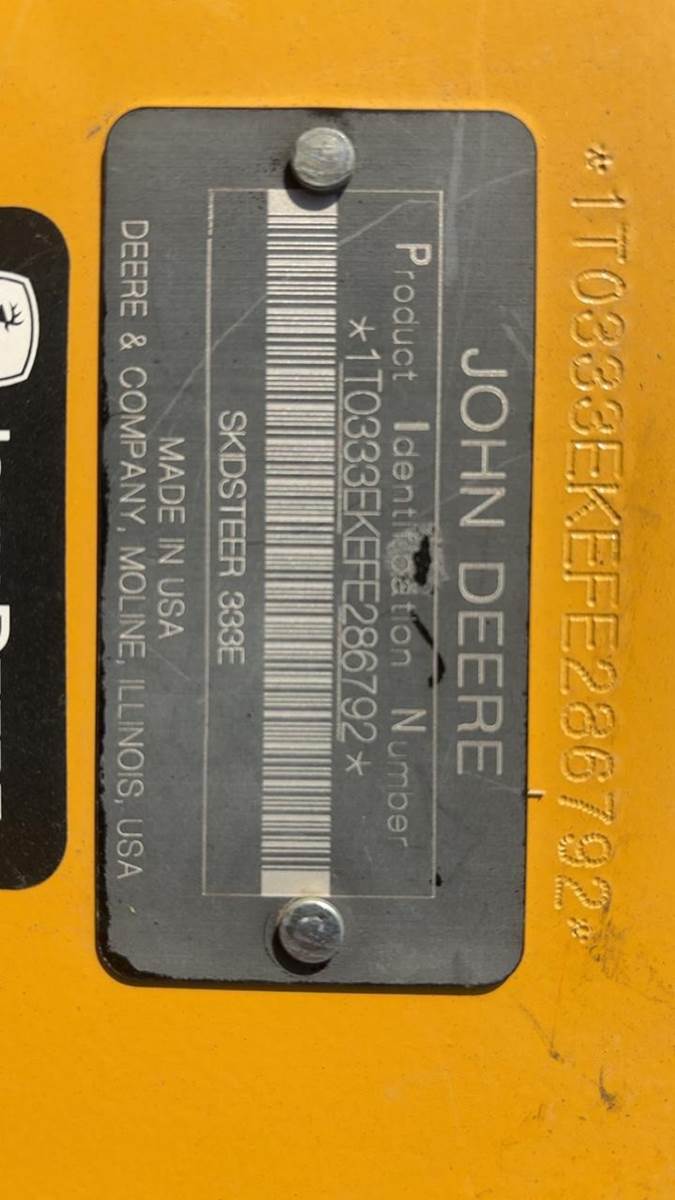 *1T0333EKEFE286792*
JOHN DEERE
Product Identification Number
*1T0333EKEFE286792*
SKIDSTEER 333E
MADE IN USA
DEERE & COMPANY, MOLINE, ILLINOIS, USA